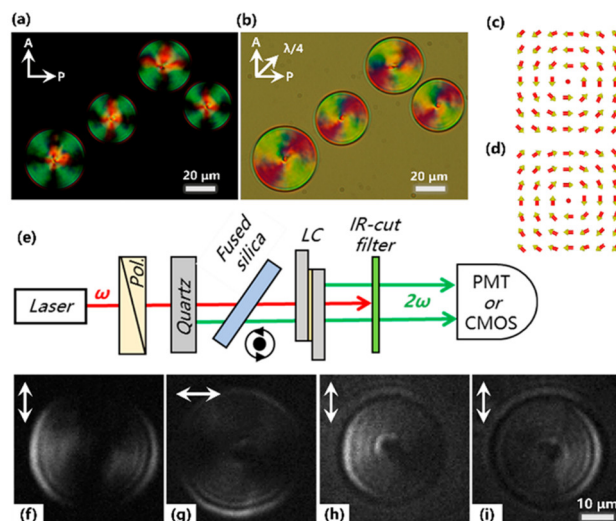 (a)
A
P
20 µm
(b)
A
λ/4
P
20 µm
(c)
(d)
(e)
Laser
ω
Pol.
Quartz
Fused silica
LC
IR-cut
filter
2ω
PMT
or
CMOS
(f)
(g)
(h)
(i)
10 µm